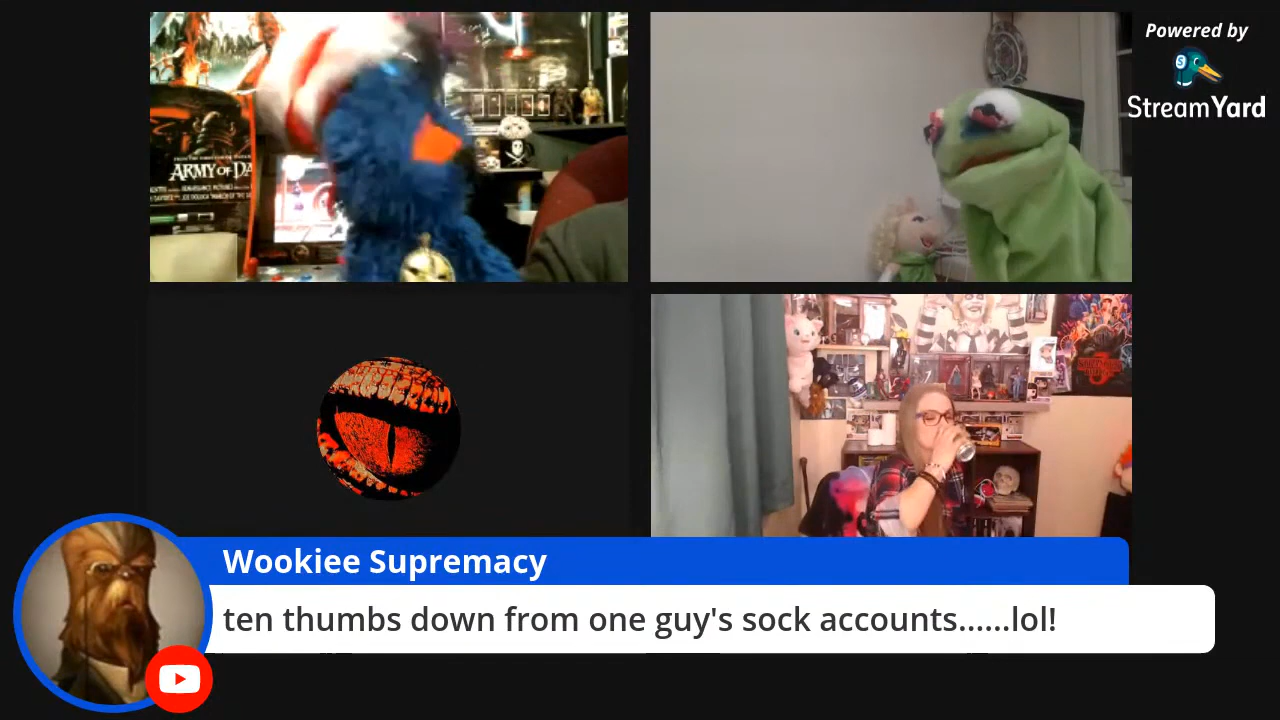 Powered by
StreamYard
ARMY OF DA
Wookiee Supremacy
ten thumbs down from one guy's sock accounts......lol!